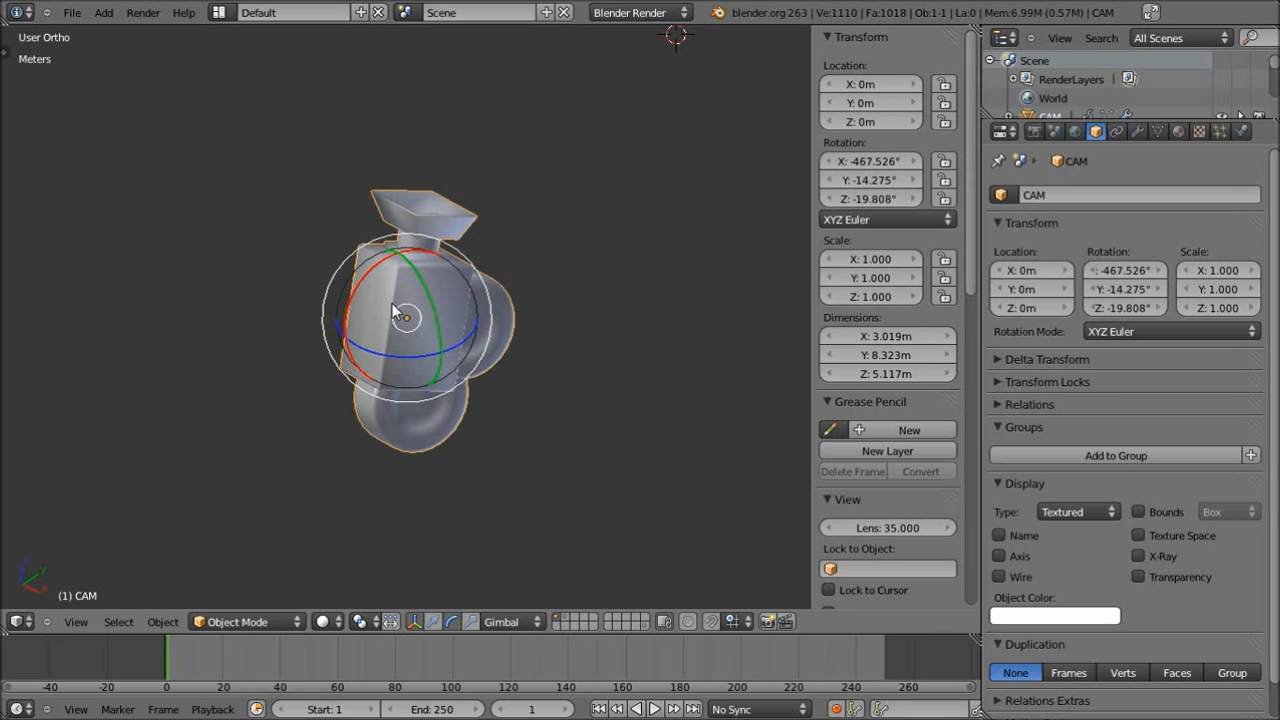 File Add Render Help Default Scene Blender Render blender.org 263 | Ve:1110 | Fa:1018 | Ob:1-1 | La:0 | Mem:6.99M (0.57M) | CAM
User Ortho
Meters
(1) CAM
Transform
Location:
X: 0m
Y: 0m
Z: 0m
Rotation:
X: -467.526°
Y: -14.275°
Z: -19.808°
XYZ Euler
Scale:
X: 1.000
Y: 1.000
Z: 1.000
Dimensions:
X: 3.019m
Y: 8.323m
Z: 5.117m
Grease Pencil
New
New Layer
Delete Frame Convert
View
Lens: 35.000
Lock to Object:
Lock to Cursor
View Search All Scenes
Scene
RenderLayers
World
CAM
CAM
CAM
Transform
Location: Rotation: Scale:
X: 0m : -467.526° X: 1.000
Y: 0m Y: -14.275° Y: 1.000
Z: 0m Z: -19.808° Z: 1.000
Rotation Mode: XYZ Euler
Delta Transform
Transform Locks
Relations
Groups
Add to Group
Display
Type: Textured Bounds Box
Name Texture Space
Axis X-Ray
Wire Transparency
Object Color:
Duplication
None Frames Verts Faces Group
Relations Extras
View Select Object Object Mode Gimbal
-40 -20 0 20 40 60 80 100 120 140 160 180 200 220 240 260
View Marker Frame Playback Start: 1 End: 250 1 No Sync